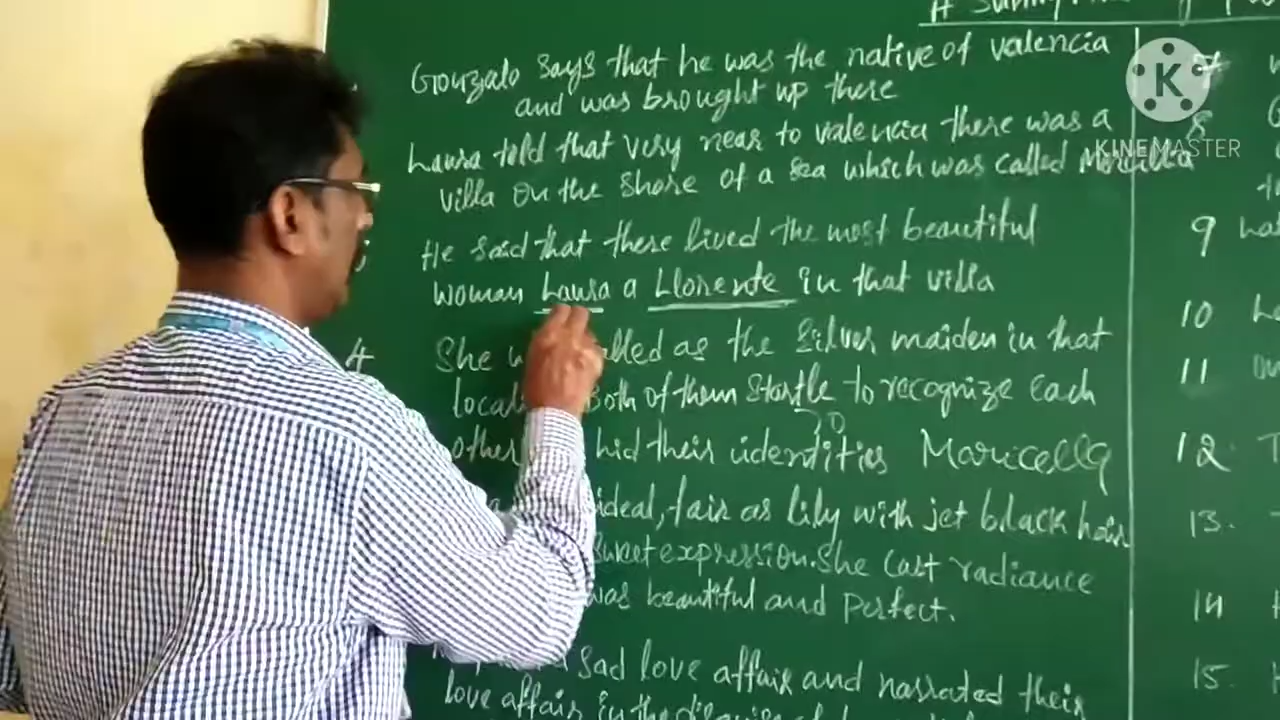 # Sunny
Gonzalo says that he was the native of valencia
and was brought up there
Laura told that very near to valencia there was a
villa on the shore of a sea which was called Maricilla
He said that there lived the most beautiful
woman Laura a Llorente in that villa
4 She called as the Silver maiden in that
Both of them startle to recognize each
30
other hid their identities Maricella
ideal, fair as lily with jet black hair
sweet expression. She cast radiance
was beautiful and perfect.
sad love affair and narrated their
love affair in the
7
8
9
10
11
12.
13.
14
15.
K
KINEMASTER